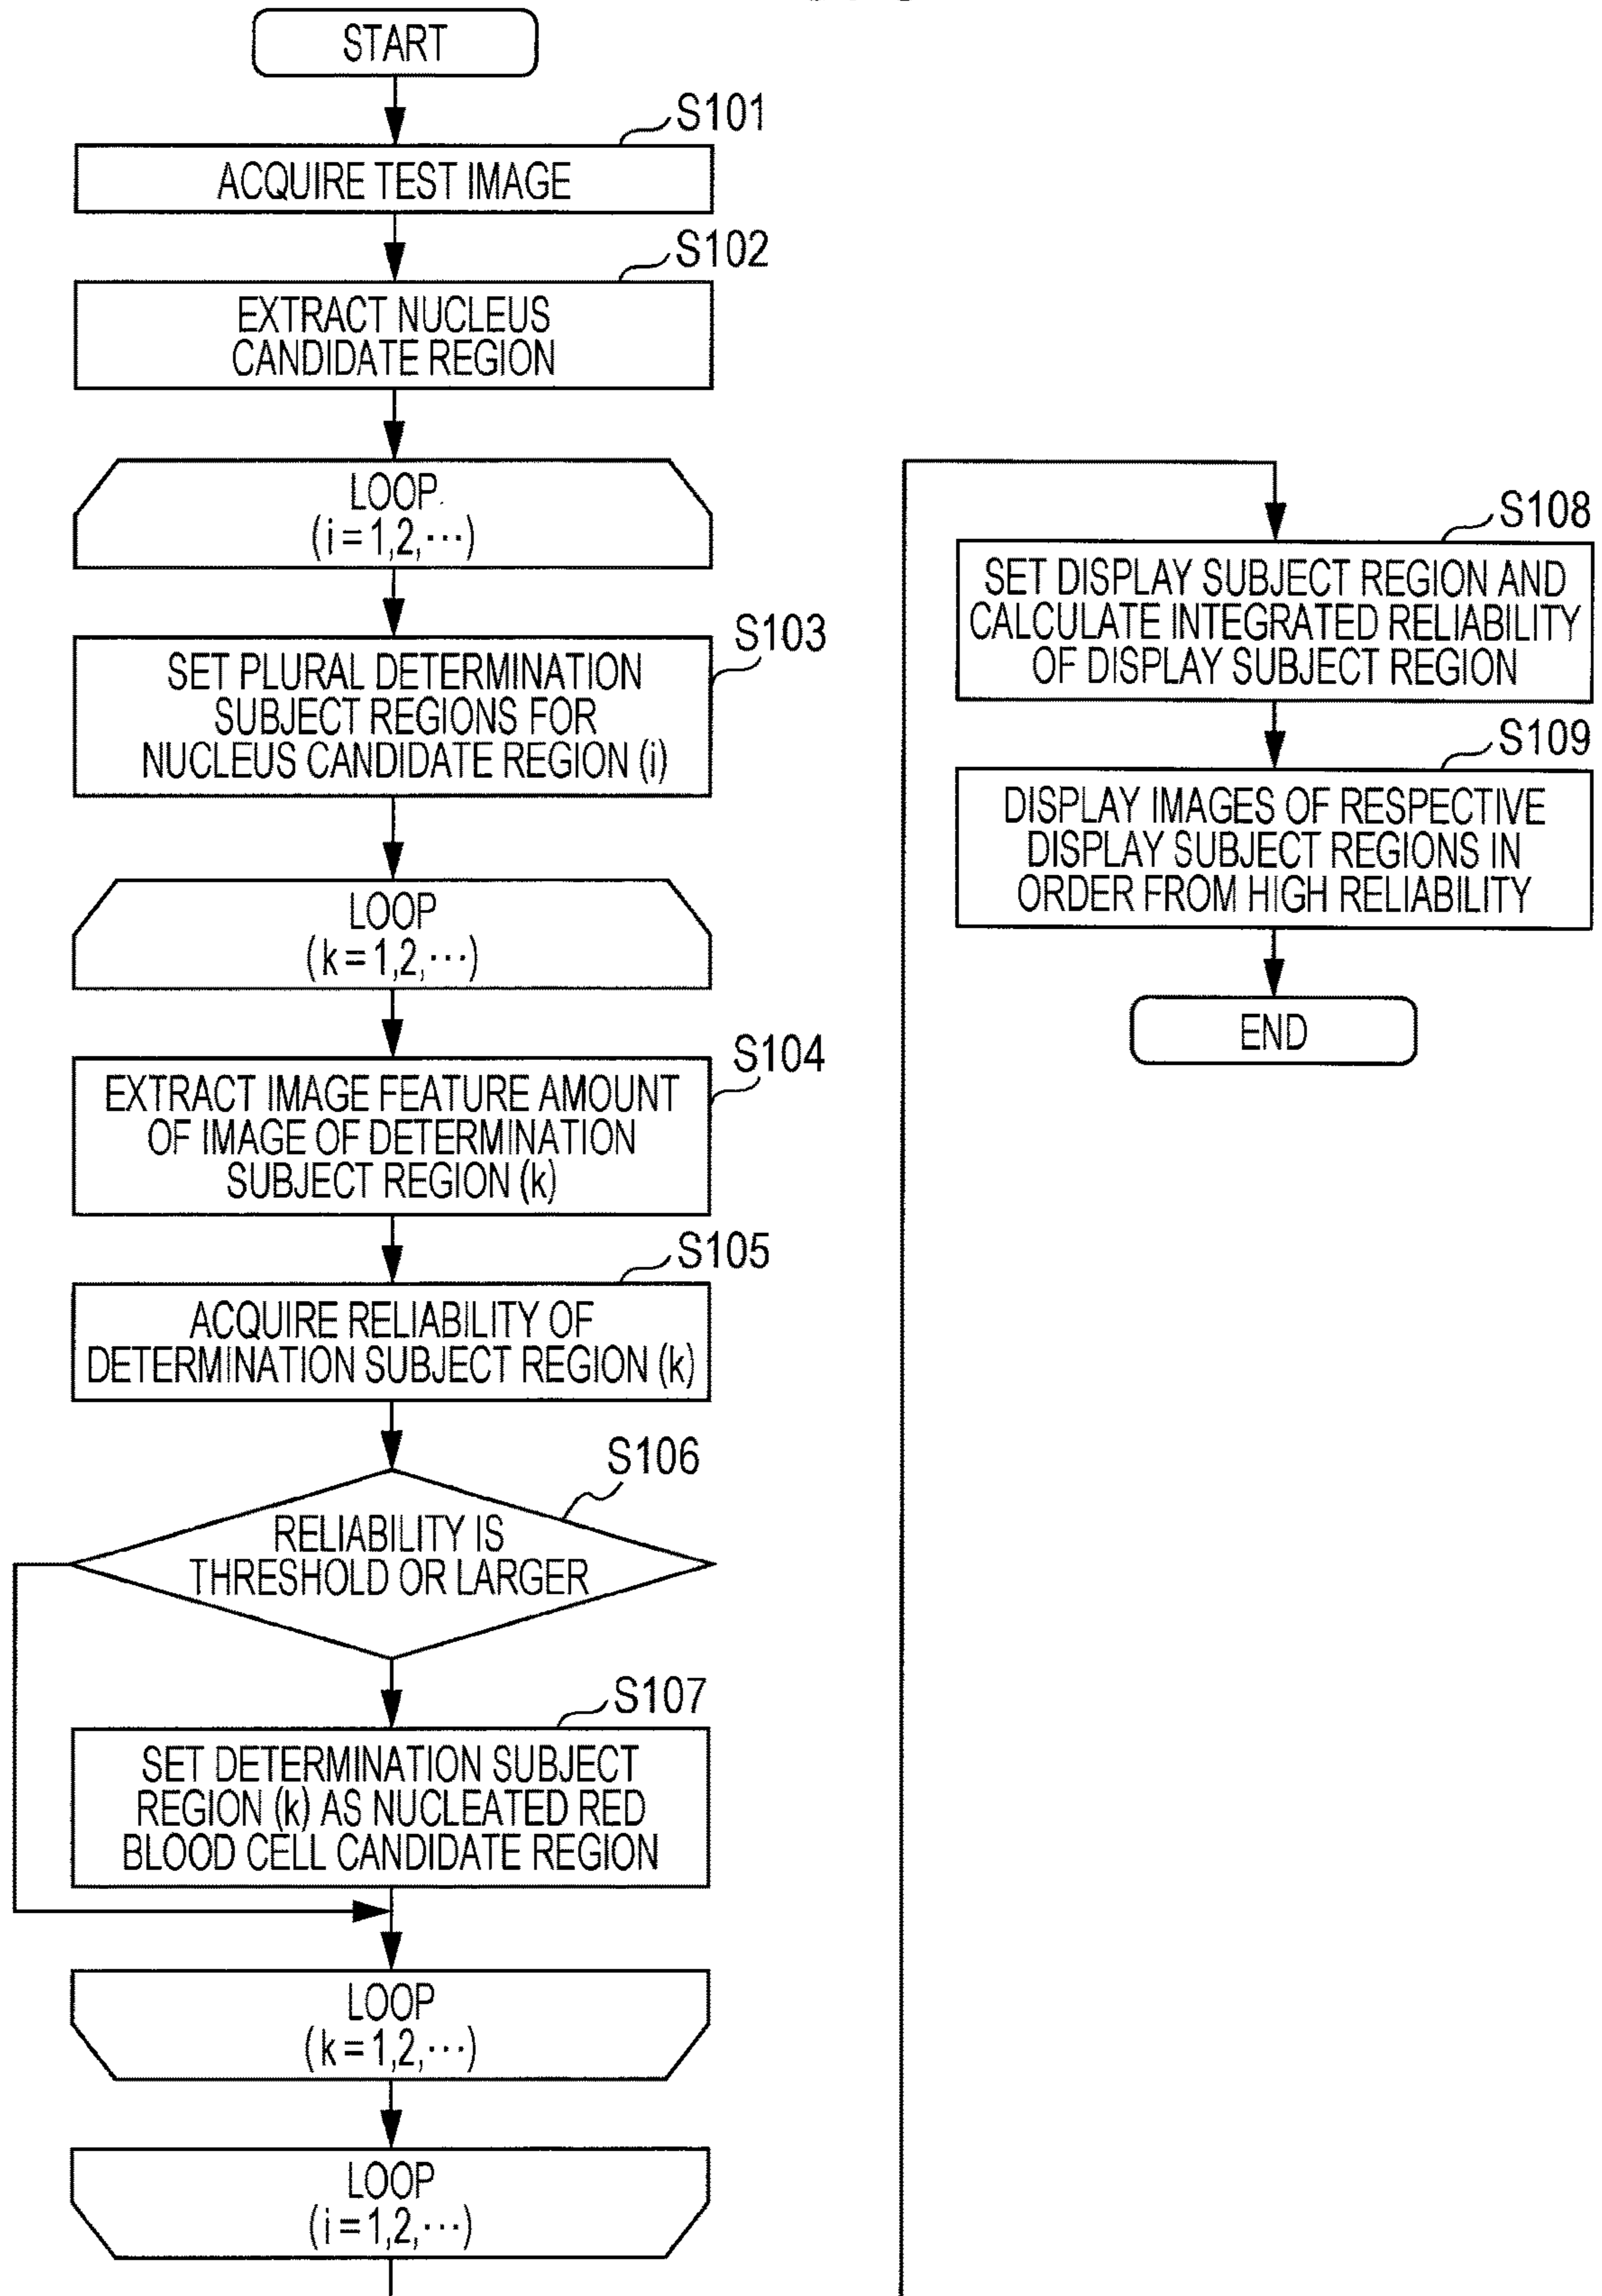 START
S101
ACQUIRE TEST IMAGE
S102
EXTRACT NUCLEUS
CANDIDATE REGION
LOOP
(i = 1,2, ⋯)
S103
SET PLURAL DETERMINATION
SUBJECT REGIONS FOR
NUCLEUS CANDIDATE REGION (i)
LOOP
(k = 1,2, ⋯)
S104
EXTRACT IMAGE FEATURE AMOUNT
OF IMAGE OF DETERMINATION
SUBJECT REGION (k)
S105
ACQUIRE RELIABILITY OF
DETERMINATION SUBJECT REGION (k)
S106
RELIABILITY IS
THRESHOLD OR LARGER
S107
SET DETERMINATION SUBJECT
REGION (k) AS NUCLEATED RED
BLOOD CELL CANDIDATE REGION
LOOP
(k = 1,2, ⋯)
LOOP
(i = 1,2, ⋯)
S108
SET DISPLAY SUBJECT REGION AND
CALCULATE INTEGRATED RELIABILITY
OF DISPLAY SUBJECT REGION
S109
DISPLAY IMAGES OF RESPECTIVE
DISPLAY SUBJECT REGIONS IN
ORDER FROM HIGH RELIABILITY
END